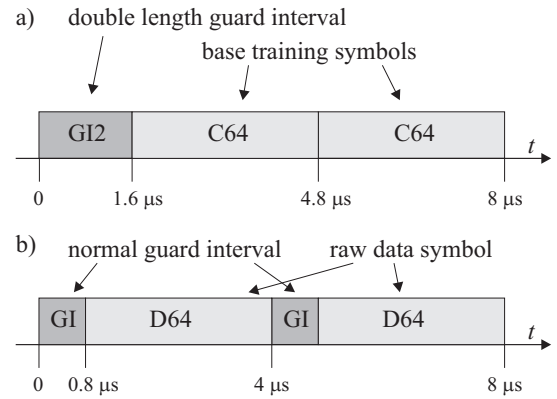 a) double length guard interval
base training symbols
GI2 C64 C64 t
0 1.6 μs 4.8 μs 8 μs
b) normal guard interval raw data symbol
GI D64 GI D64 t
0 0.8 μs 4 μs 8 μs